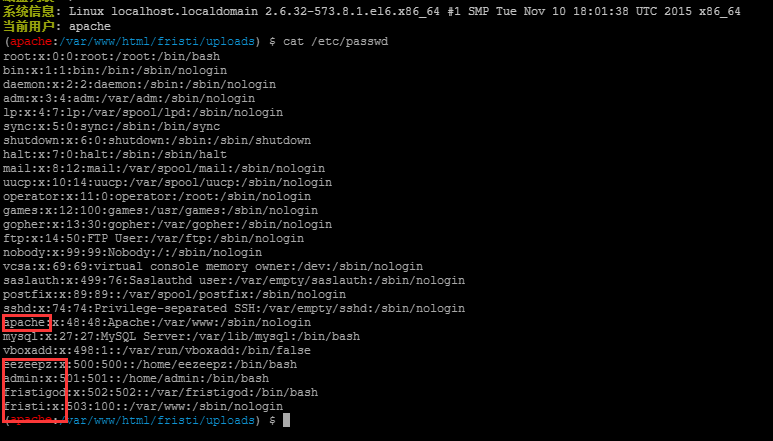 系统信息: Linux localhost.localdomain 2.6.32-573.8.1.el6.x86_64 #1 SMP Tue Nov 10 18:01:38 UTC 2015 x86_64
当前用户: apache
(apache:/var/www/html/fristi/uploads) $ cat /etc/passwd
root:x:0:0:root:/root:/bin/bash
bin:x:1:1:bin:/bin:/sbin/nologin
daemon:x:2:2:daemon:/sbin:/sbin/nologin
adm:x:3:4:adm:/var/adm:/sbin/nologin
lp:x:4:7:lp:/var/spool/lpd:/sbin/nologin
sync:x:5:0:sync:/sbin:/bin/sync
shutdown:x:6:0:shutdown:/sbin:/sbin/shutdown
halt:x:7:0:halt:/sbin:/sbin/halt
mail:x:8:12:mail:/var/spool/mail:/sbin/nologin
uucp:x:10:14:uucp:/var/spool/uucp:/sbin/nologin
operator:x:11:0:operator:/root:/sbin/nologin
games:x:12:100:games:/usr/games:/sbin/nologin
gopher:x:13:30:gopher:/var/gopher:/sbin/nologin
ftp:x:14:50:FTP User:/var/ftp:/sbin/nologin
nobody:x:99:99:Nobody:/:/sbin/nologin
vcsa:x:69:69:virtual console memory owner:/dev:/sbin/nologin
saslauth:x:499:76:Saslauthd user:/var/empty/saslauth:/sbin/nologin
postfix:x:89:89::/var/spool/postfix:/sbin/nologin
sshd:x:74:74:Privilege-separated SSH:/var/empty/sshd:/sbin/nologin
apache:x:48:48:Apache:/var/www:/sbin/nologin
mysql:x:27:27:MySQL Server:/var/lib/mysql:/bin/bash
vboxadd:x:498:1::/var/run/vboxadd:/bin/false
eezeepz:x:500:500::/home/eezeepz:/bin/bash
admin:x:501:501::/home/admin:/bin/bash
fristigod:x:502:502::/var/fristigod:/bin/bash
fristi:x:503:100::/var/www:/sbin/nologin
(apache:/var/www/html/fristi/uploads) $